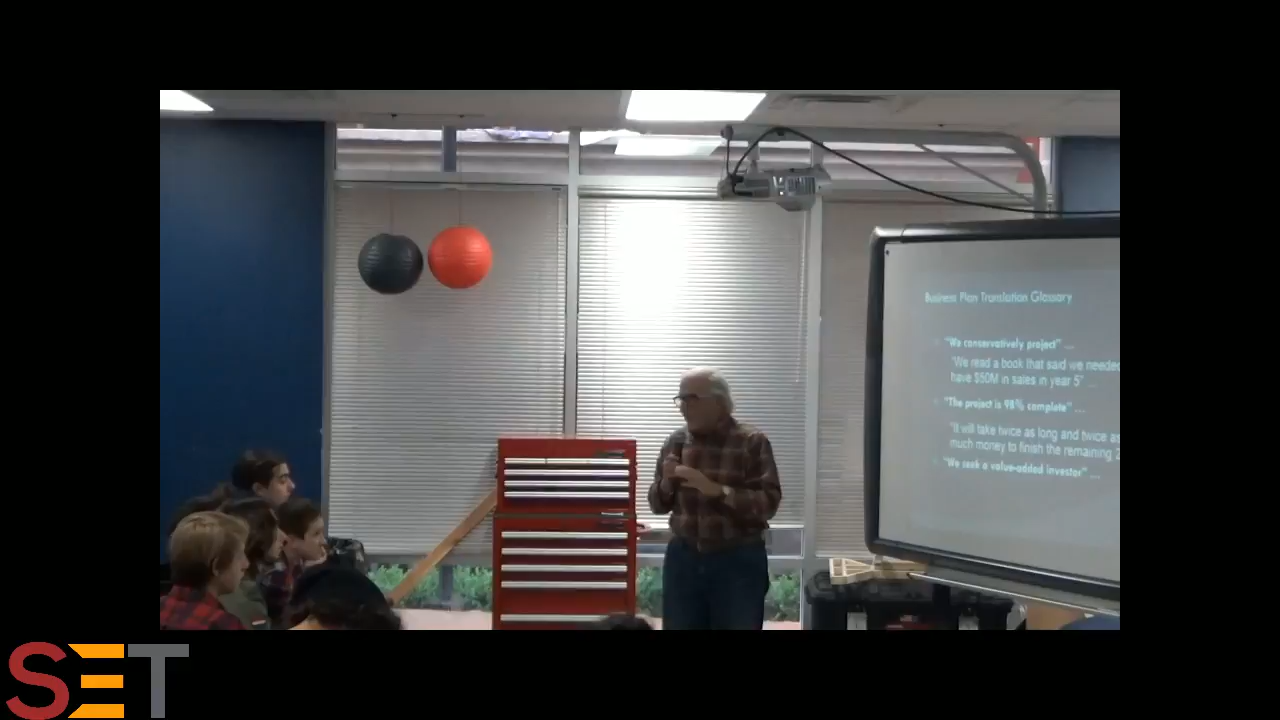 Business Plan Translation Glossary
"We conservatively project" ...
"We read a book that said we needed
have $50M in sales in year 5" ...
"The project is 98% complete" ...
"It will take twice as long and twice as
much money to finish the remaining 2
"We seek a value-added investor" ...
SET